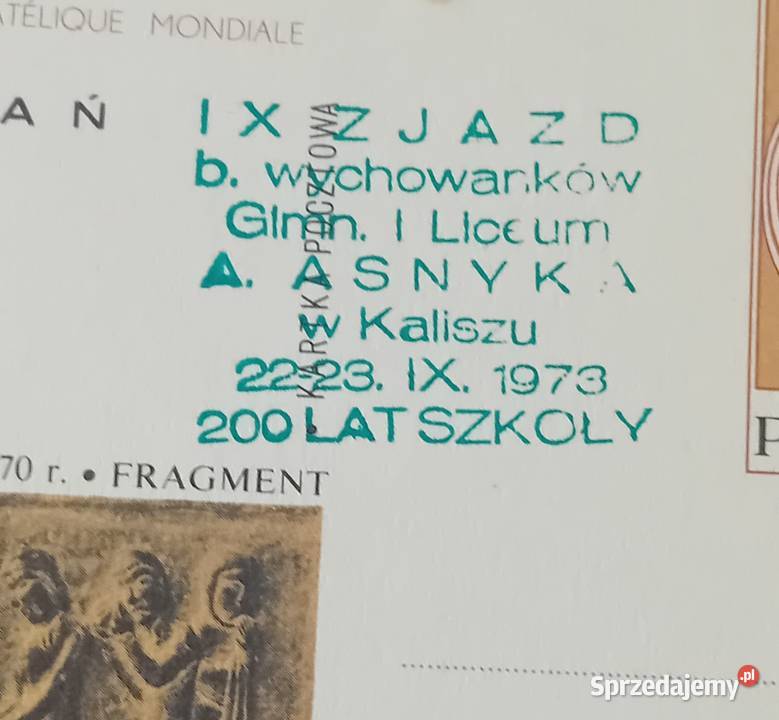 ATÉLIQUE MONDIALE
AŃ
IX ZJAZD
b. wychowanków
Gimn. i Liceum
A. ASNYKA
w Kaliszu
22-23. IX. 1973
200 LAT SZKOŁY
KARTKA POCZTOWA
70 r. • FRAGMENT
P
Sprzedajemy.pl